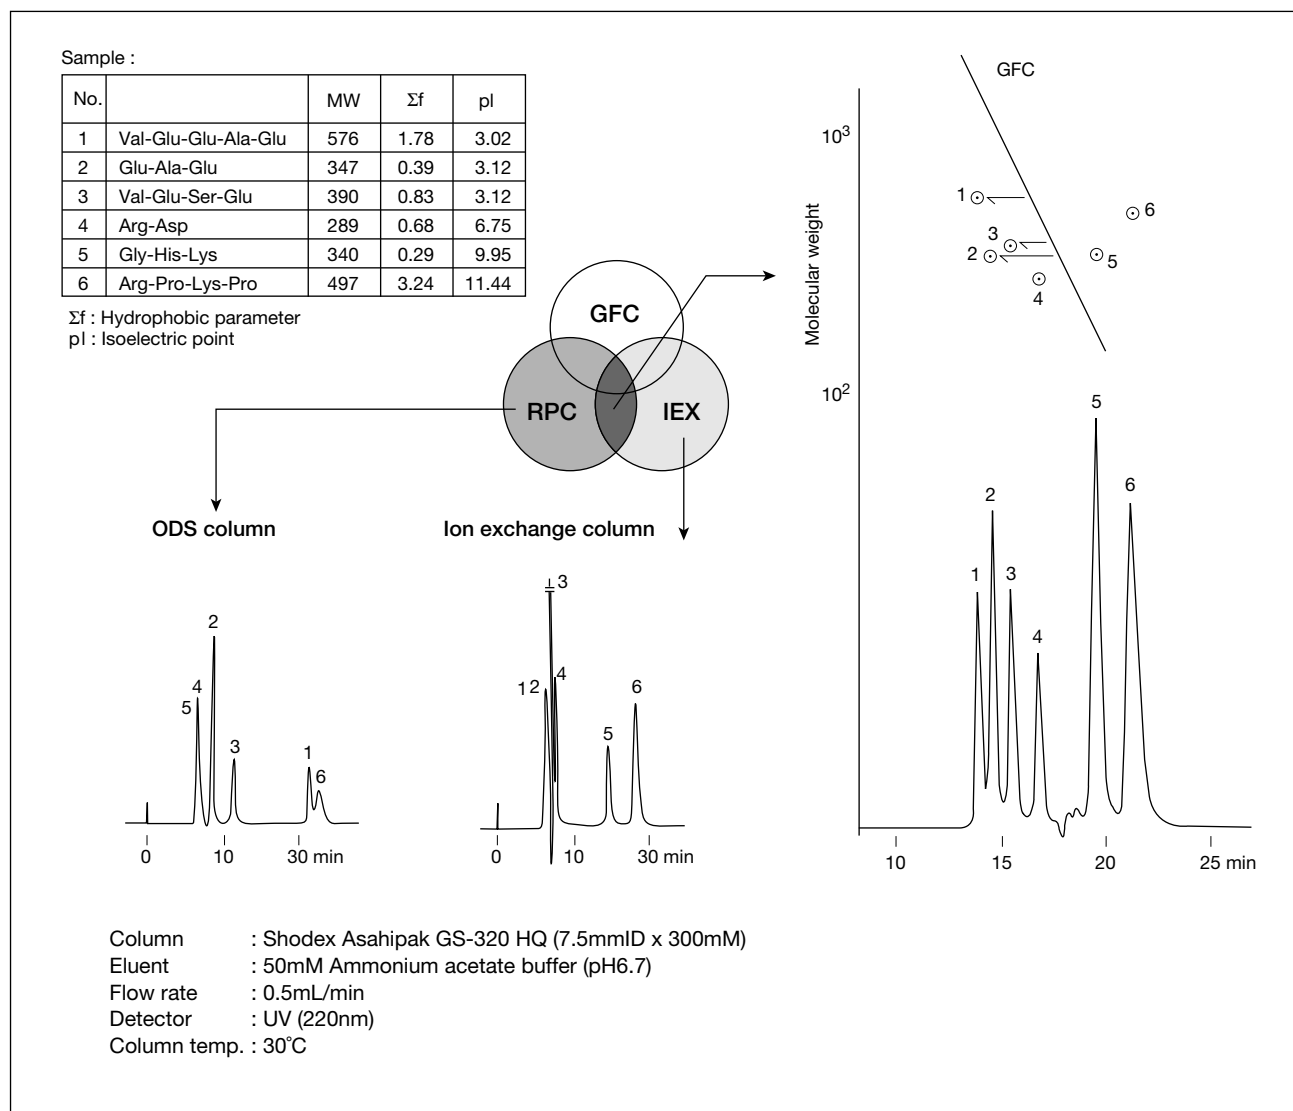 Sample :
No. MW Σf pI
1 Val-Glu-Glu-Ala-Glu 576 1.78 3.02
2 Glu-Ala-Glu 347 0.39 3.12
3 Val-Glu-Ser-Glu 390 0.83 3.12
4 Arg-Asp 289 0.68 6.75
5 Gly-His-Lys 340 0.29 9.95
6 Arg-Pro-Lys-Pro 497 3.24 11.44
Σf : Hydrophobic parameter
pI : Isoelectric point
GFC
RPC
IEX
GFC
Molecular weight
10³
10²
1
2
3
4
5
6
1
2
3
4
5
6
10 15 20 25 min
ODS column
5
4
2
3
1
6
0 10 30 min
Ion exchange column
1 2
3
4
5
6
0 10 30 min
Column : Shodex Asahipak GS-320 HQ (7.5mmID x 300mM)
Eluent : 50mM Ammonium acetate buffer (pH6.7)
Flow rate : 0.5mL/min
Detector : UV (220nm)
Column temp. : 30°C